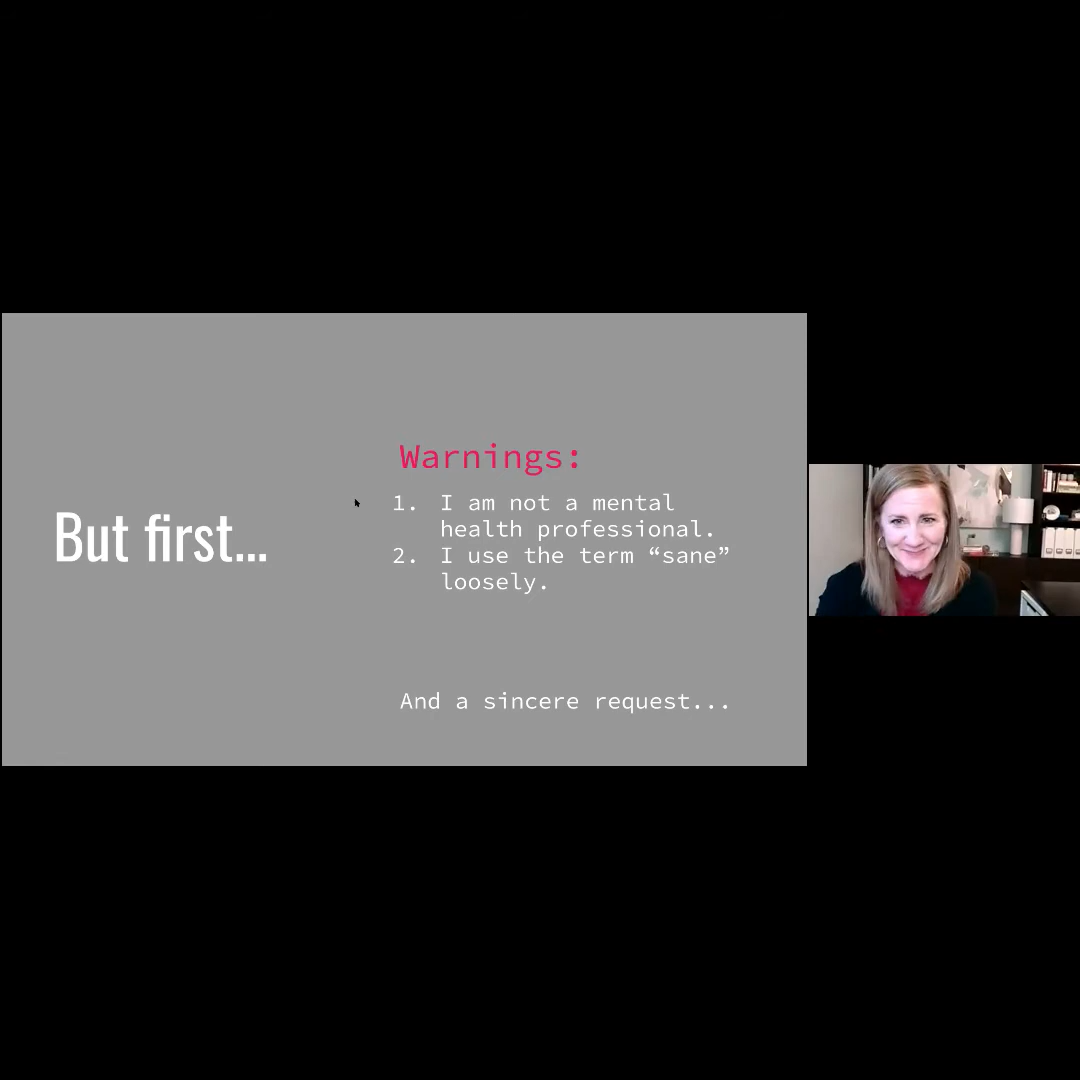 But first...
Warnings:
1. I am not a mental
health professional.
2. I use the term “sane”
loosely.
And a sincere request...